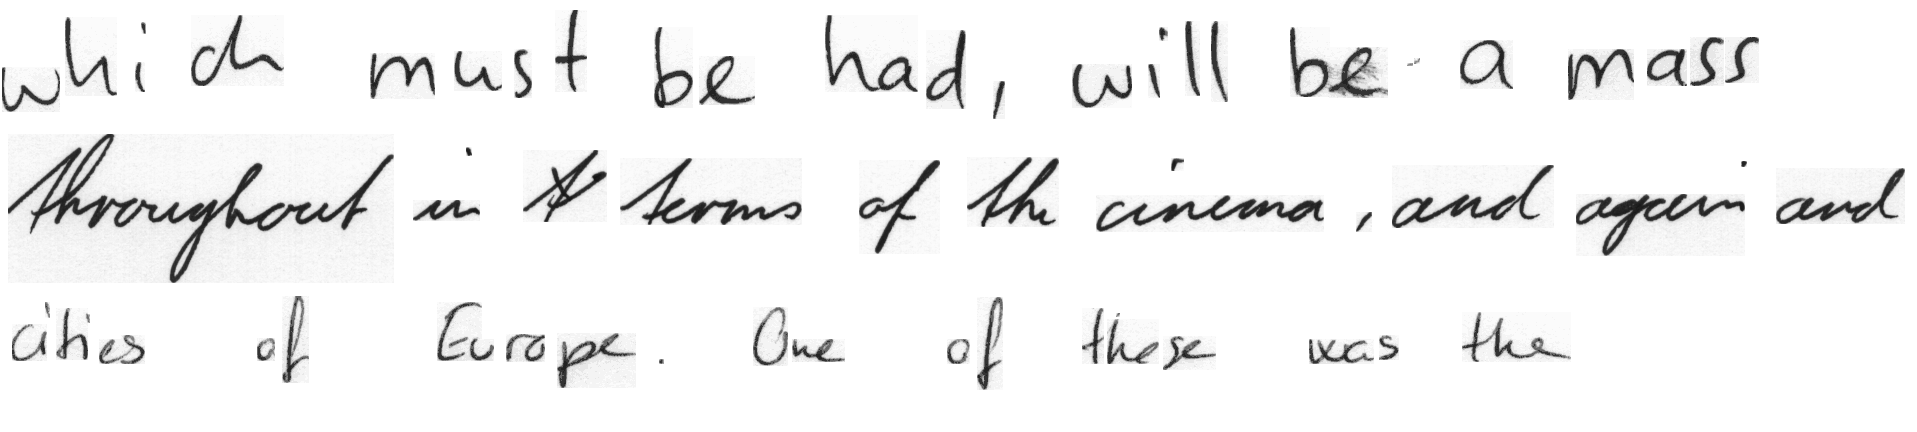 which must be had, will be a mass
throughout in terms of the cinema, and again and
cities of Europe. One of these was the